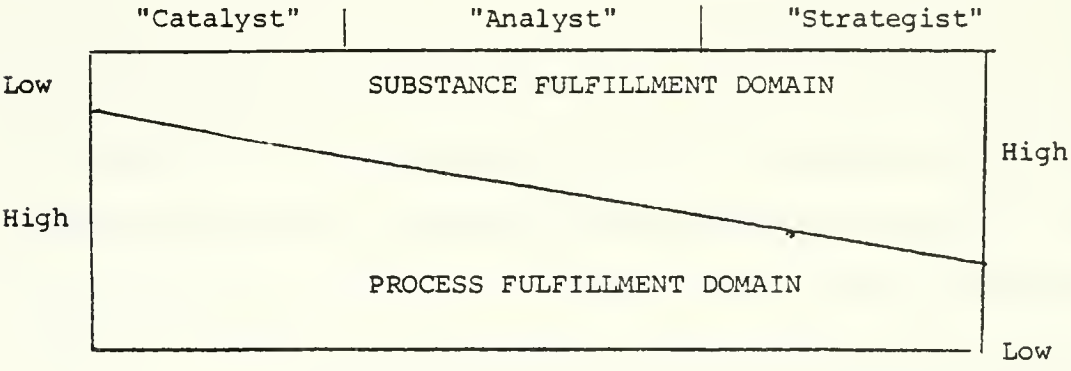 "Catalyst" "Analyst" "Strategist"
Low SUBSTANCE FULFILLMENT DOMAIN
High
High
PROCESS FULFILLMENT DOMAIN
Low